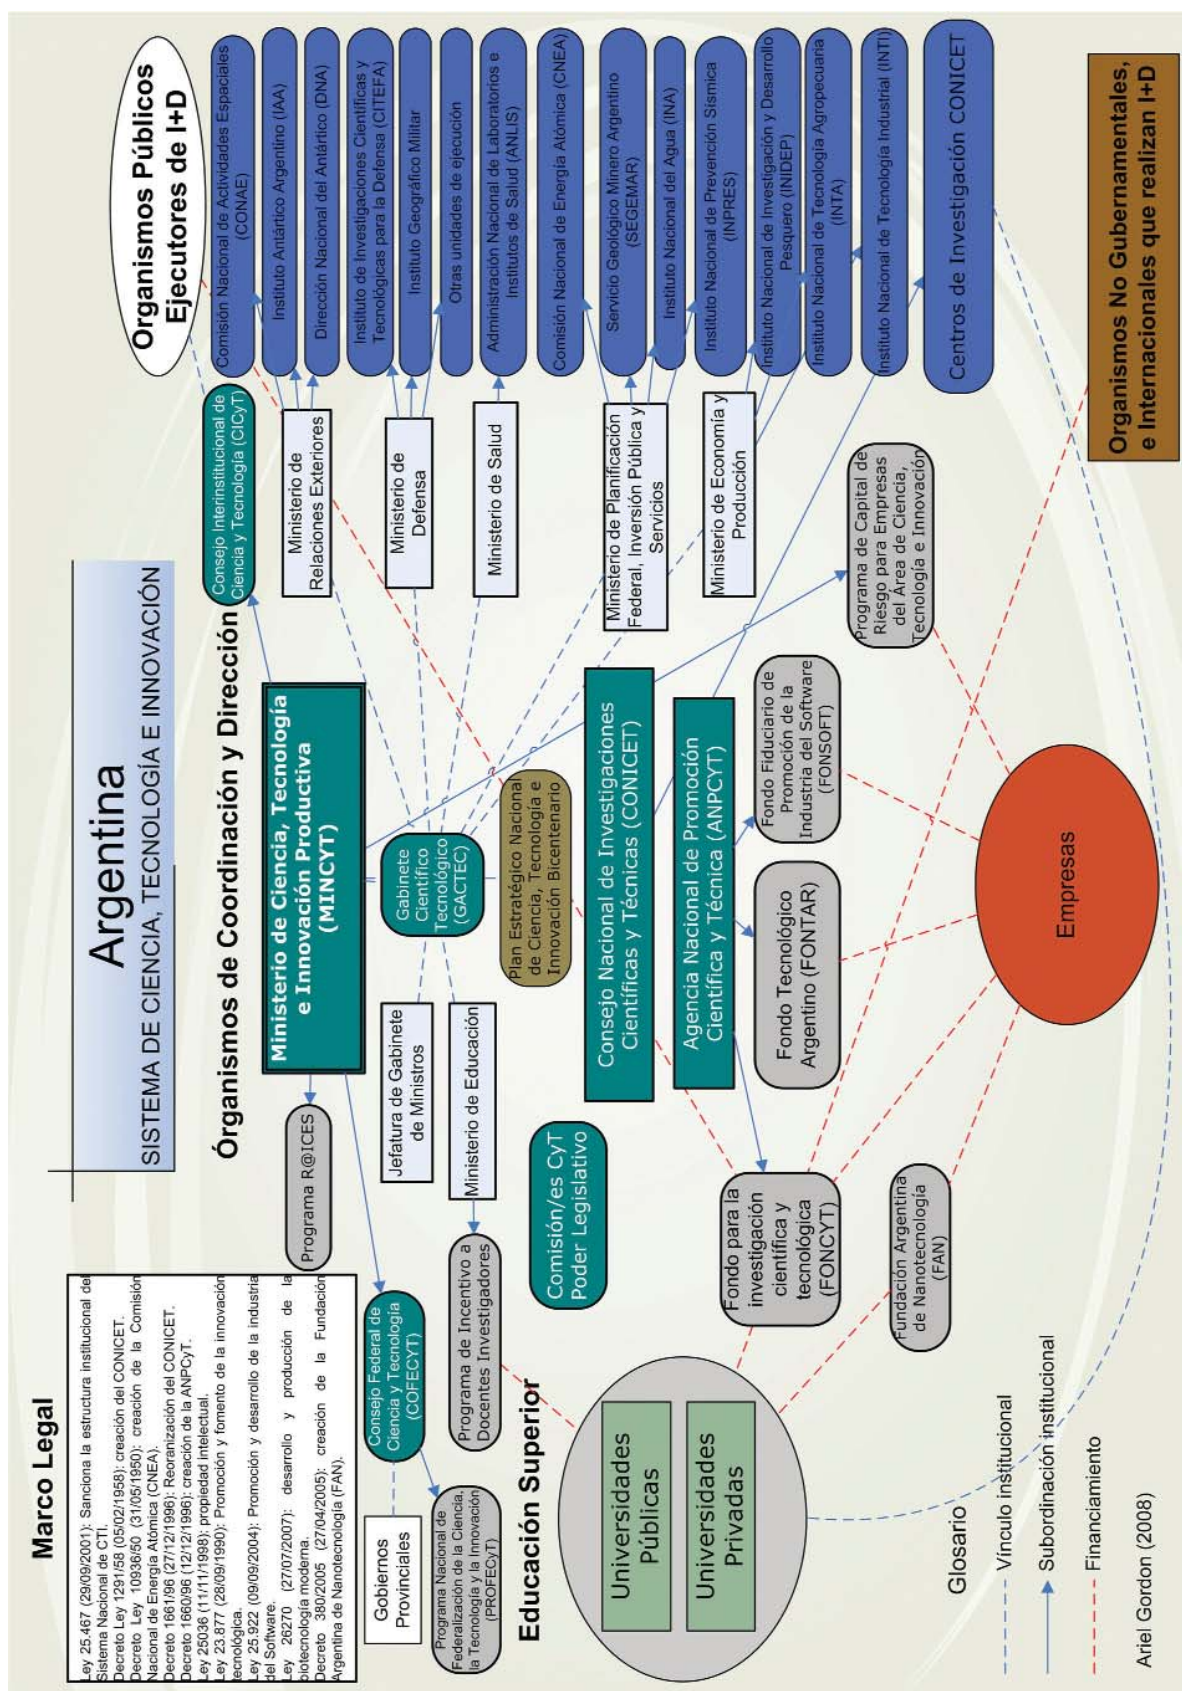 Argentina
SISTEMA DE CIENCIA, TECNOLOGÍA E INNOVACIÓN
Marco Legal
Ley 25.467 (29/09/2001): Sanciona la estructura institucional del
Sistema Nacional de CTI.
Decreto Ley 1291/58 (05/02/1958): creación del CONICET.
Decreto Ley 10936/50 (31/05/1950): creación de la Comisión
Nacional de Energía Atómica (CNEA).
Decreto 1661/96 (27/12/1996): Reoranización del CONICET.
Decreto 1660/96 (12/12/1996): creación de la ANPCyT.
Ley 25036 (11/11/1998): propiedad intelectual.
Ley 23.877 (28/09/1990): Promoción y fomento de la innovación
tecnológica.
Ley 25.922 (09/09/2004): Promoción y desarrollo de la industria
del Software.
Ley 26270 (27/07/2007): desarrollo y producción de la
biotecnología moderna.
Decreto 380/2005 (27/04/2005): creación de la Fundación
Argentina de Nanotecnología (FAN).
Órganismos de Coordinación y Dirección
Ministerio de Ciencia, Tecnología
e Innovación Productiva
(MINCYT)
Consejo Interinstitucional de
Ciencia y Tecnología (CICyT)
Programa R@ICES
Consejo Federal de
Ciencia y Tecnología
(COFECYT)
Gobiernos
Provinciales
Programa Nacional de
Federalización de la Ciencia,
la Tecnología y la Innovación
(PROFECyT)
Jefatura de Gabinete
de Ministros
Ministerio de Educación
Programa de Incentivo a
Docentes Investigadores
Gabinete
Científico
Tecnológico
(GACTEC)
Plan Estratégico Nacional
de Ciencia, Tecnología e
Innovación Bicentenario
Ministerio de
Relaciones Exteriores
Ministerio de
Defensa
Ministerio de Salud
Ministerio de Planificación
Federal, Inversión Pública y
Servicios
Ministerio de Economía y
Producción
Organismos Públicos
Ejecutores de I+D
Comisión Nacional de Actividades Espaciales
(CONAE)
Instituto Antártico Argentino (IAA)
Dirección Nacional del Antártico (DNA)
Instituto de Investigaciones Científicas y
Tecnológicas para la Defensa (CITEFA)
Instituto Geográfico Militar
Otras unidades de ejecución
Administración Nacional de Laboratorios e
Institutos de Salud (ANLIS)
Comisión Nacional de Energía Atómica (CNEA)
Servicio Geológico Minero Argentino
(SEGEMAR)
Instituto Nacional del Agua (INA)
Instituto Nacional de Prevención Sísmica
(INPRES)
Instituto Nacional de Investigación y Desarrollo
Pesquero (INIDEP)
Instituto Nacional de Tecnología Agropecuaria
(INTA)
Instituto Nacional de Tecnología Industrial (INTI)
Centros de Investigación CONICET
Comisión/es CyT
Poder Legislativo
Consejo Nacional de Investigaciones
Científicas y Técnicas (CONICET)
Agencia Nacional de Promoción
Científica y Técnica (ANPCYT)
Fondo para la
investigación
científica y
tecnológica
(FONCYT)
Fondo Tecnológico
Argentino (FONTAR)
Fondo Fiduciario de
Promoción de la
Industria del Software
(FONSOFT)
Programa de Capital de
Riesgo para Empresas
del Área de Ciencia,
Tecnología e Innovación
Fundación Argentina
de Nanotecnología
(FAN)
Educación Superior
Universidades
Públicas
Universidades
Privadas
Empresas
Organismos No Gubernamentales,
e Internacionales que realizan I+D
Glosario
Vínculo institucional
Subordinación institucional
Financiamiento
Ariel Gordon (2008)